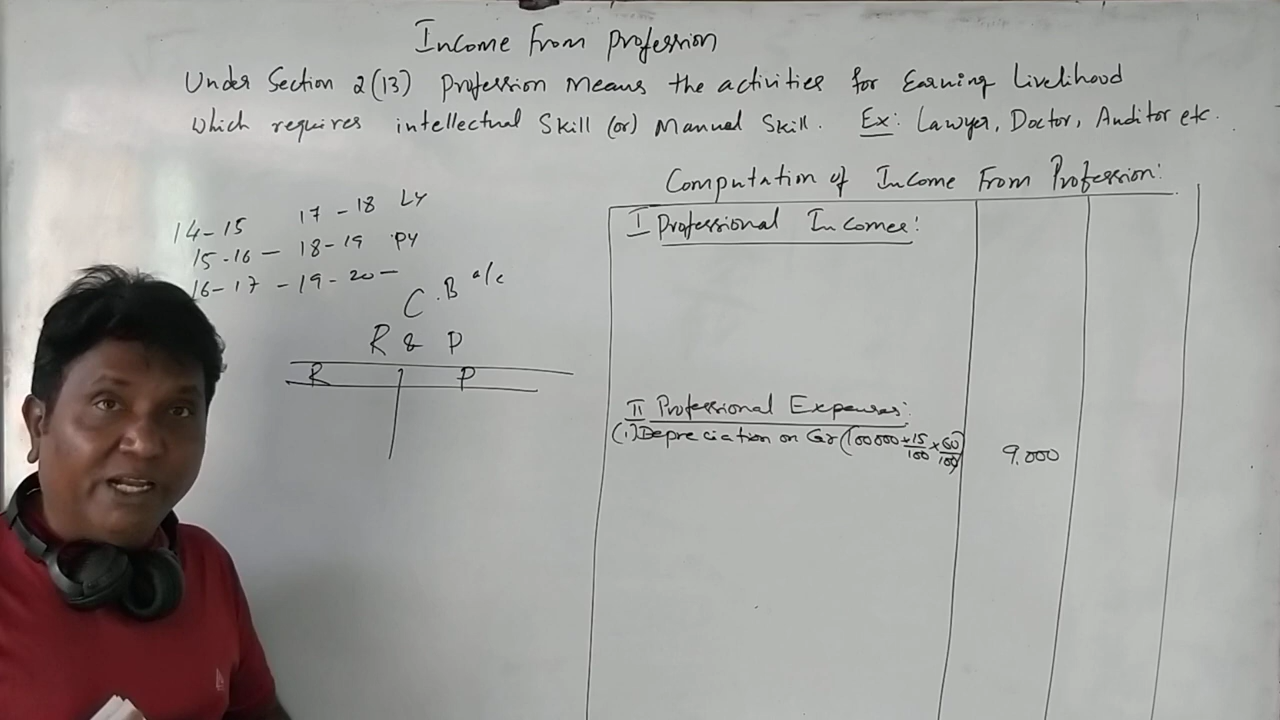 Income From Profession
Under Section 2(13) Profession Means the activities for Earning Livelihood
Which requires intellectual Skill (or) Manual Skill. Ex: Lawyer, Doctor, Auditor etc.
14-15 17-18 LY
15-16 - 18-19 PY
16-17 - 19-20 -
C.B a/c
R & P
R P
Computation of Income From Profession:
I Professional Incomes:
II Professional Expenses:
(i) Depreciation on Car (100000 × 15/100 × 60/100) 9,000